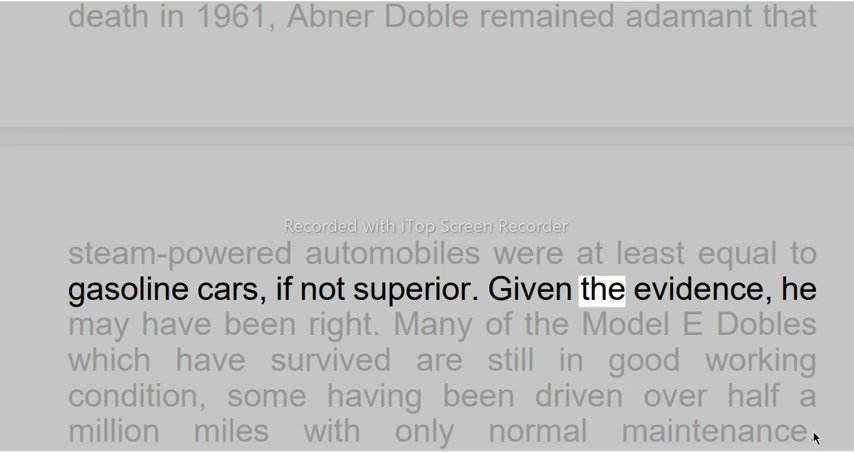 death in 1961, Abner Doble remained adamant that
Recorded with iTop Screen Recorder
steam-powered automobiles were at least equal to
gasoline cars, if not superior. Given the evidence, he
may have been right. Many of the Model E Dobles
which have survived are still in good working
condition, some having been driven over half a
million miles with only normal maintenance.